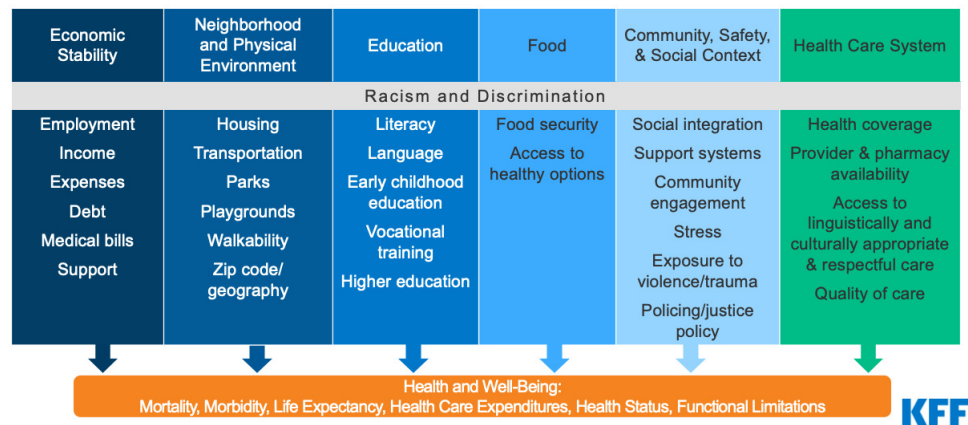 Economic
Stability
Neighborhood
and Physical
Environment
Education
Food
Community, Safety,
& Social Context
Health Care System
Racism and Discrimination
Employment
Income
Expenses
Debt
Medical bills
Support
Housing
Transportation
Parks
Playgrounds
Walkability
Zip code/
geography
Literacy
Language
Early childhood
education
Vocational
training
Higher education
Food security
Access to
healthy options
Social integration
Support systems
Community
engagement
Stress
Exposure to
violence/trauma
Policing/justice
policy
Health coverage
Provider & pharmacy
availability
Access to
linguistically and
culturally appropriate
& respectful care
Quality of care
Health and Well-Being:
Mortality, Morbidity, Life Expectancy, Health Care Expenditures, Health Status, Functional Limitations
KFF